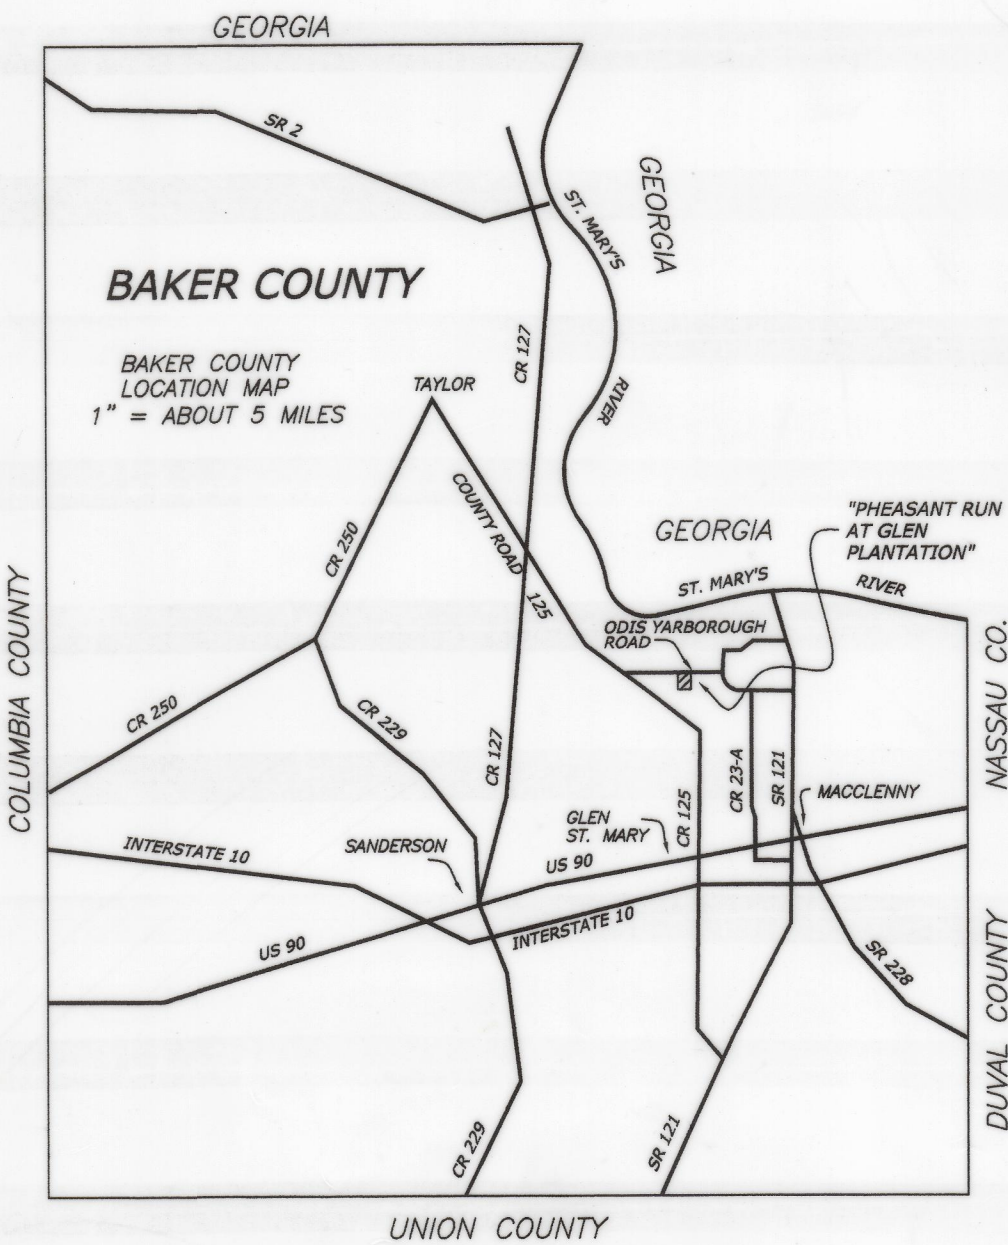 GEORGIA
SR 2
GEORGIA
ST. MARY'S
RIVER
BAKER COUNTY
BAKER COUNTY
LOCATION MAP
1" = ABOUT 5 MILES
CR 127
TAYLOR
CR 250
COUNTY ROAD
125
GEORGIA
"PHEASANT RUN
AT GLEN
PLANTATION"
ST. MARY'S
RIVER
ODIS YARBOROUGH
ROAD
COLUMBIA COUNTY
NASSAU CO.
CR 250
CR 229
CR 127
CR 125
CR 23-A
SR 121
MACCLENNY
GLEN
ST. MARY
INTERSTATE 10
SANDERSON
US 90
US 90
INTERSTATE 10
SR 228
DUVAL COUNTY
CR 229
SR 121
UNION COUNTY